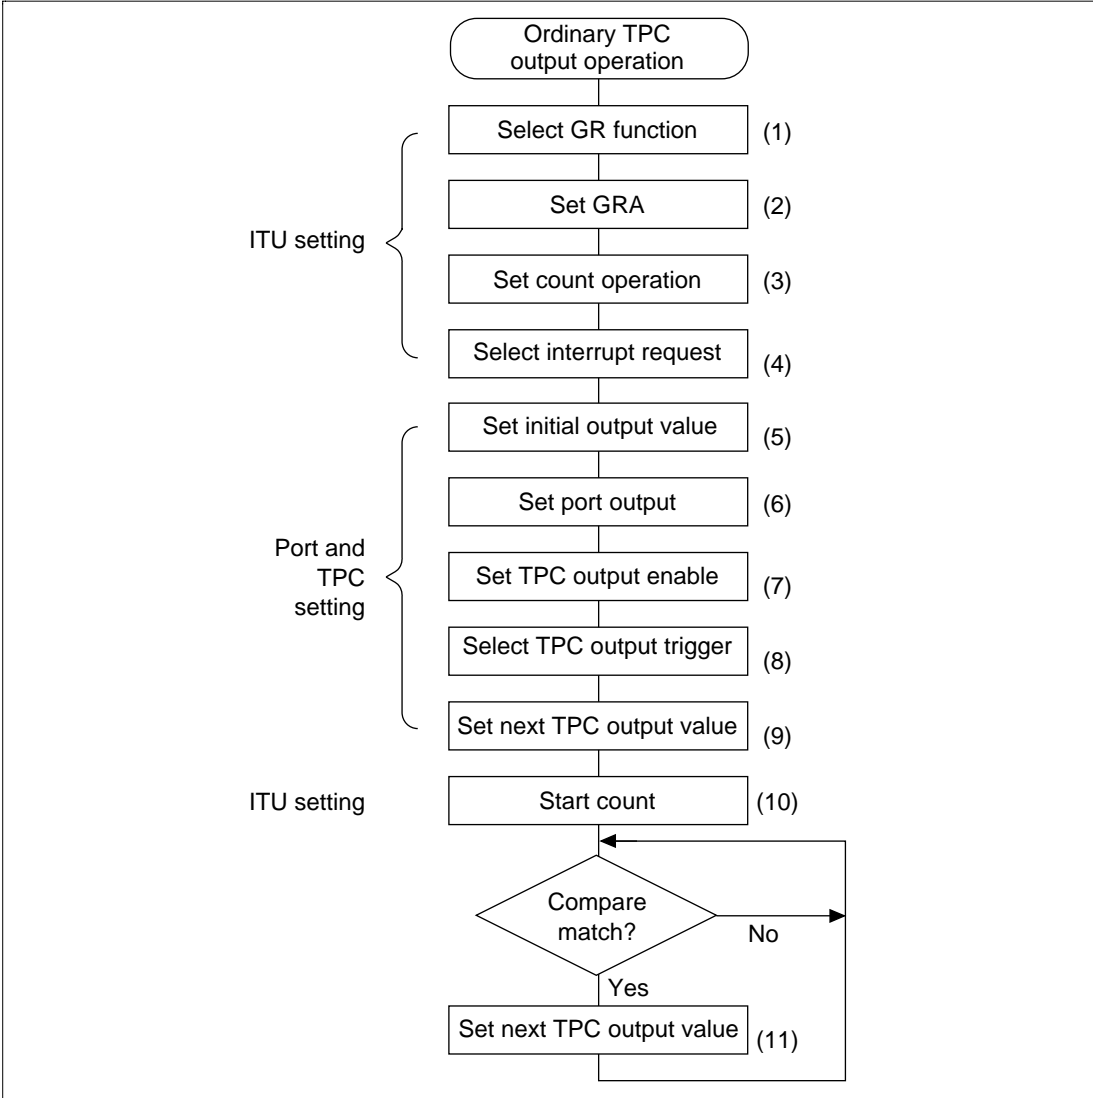 Ordinary TPC
output operation
Select GR function
(1)
Set GRA
(2)
ITU setting
Set count operation
(3)
Select interrupt request
(4)
Set initial output value
(5)
Set port output
(6)
Port and
TPC
setting
Set TPC output enable
(7)
Select TPC output trigger
(8)
Set next TPC output value
(9)
ITU setting
Start count
(10)
Compare
match?
No
Yes
Set next TPC output value
(11)